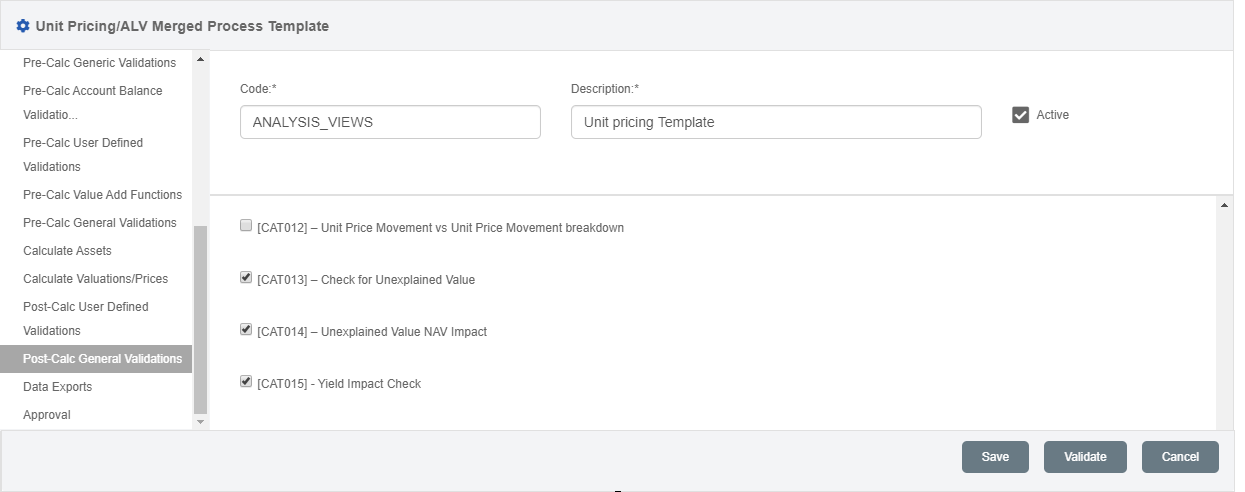 Unit Pricing/ALV Merged Process Template
Pre-Calc Generic Validations
Pre-Calc Account Balance
Validatio...
Pre-Calc User Defined
Validations
Pre-Calc Value Add Functions
Pre-Calc General Validations
Calculate Assets
Calculate Valuations/Prices
Post-Calc User Defined
Validations
Post-Calc General Validations
Data Exports
Approval
Code:*
ANALYSIS_VIEWS
Description:*
Unit pricing Template
Active
[CAT012] – Unit Price Movement vs Unit Price Movement breakdown
[CAT013] – Check for Unexplained Value
[CAT014] – Unexplained Value NAV Impact
[CAT015] - Yield Impact Check
Save
Validate
Cancel